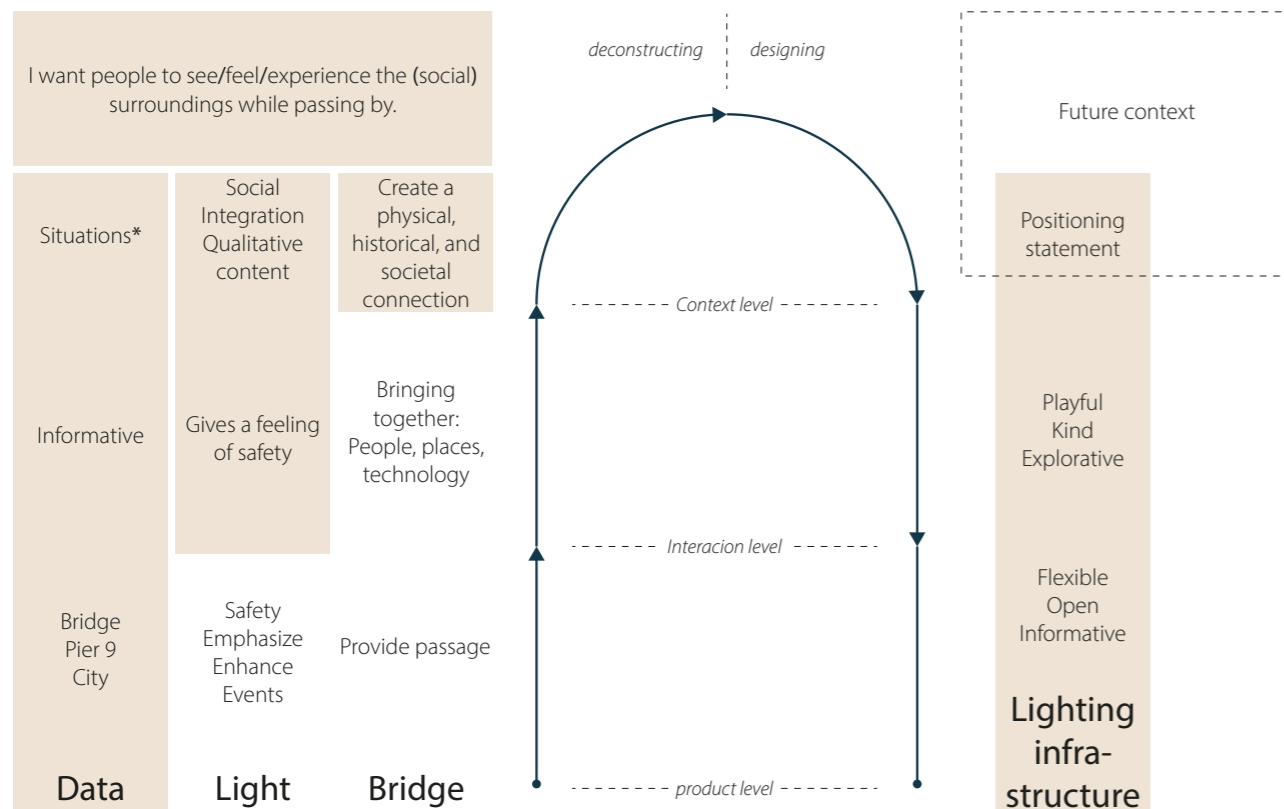 I want people to see/feel/experience the (social)
surroundings while passing by.
deconstructing
designing
Future context
Situations*
Social
Integration
Qualitative
content
Create a
physical,
historical, and
societal
connection
Context level
Positioning
statement
Informative
Gives a feeling
of safety
Bringing
together:
People, places,
technology
Playful
Kind
Explorative
Interacion level
Bridge
Pier 9
City
Safety
Emphasize
Enhance
Events
Provide passage
Flexible
Open
Informative
Data
Light
Bridge
product level
Lighting
infra-
structure